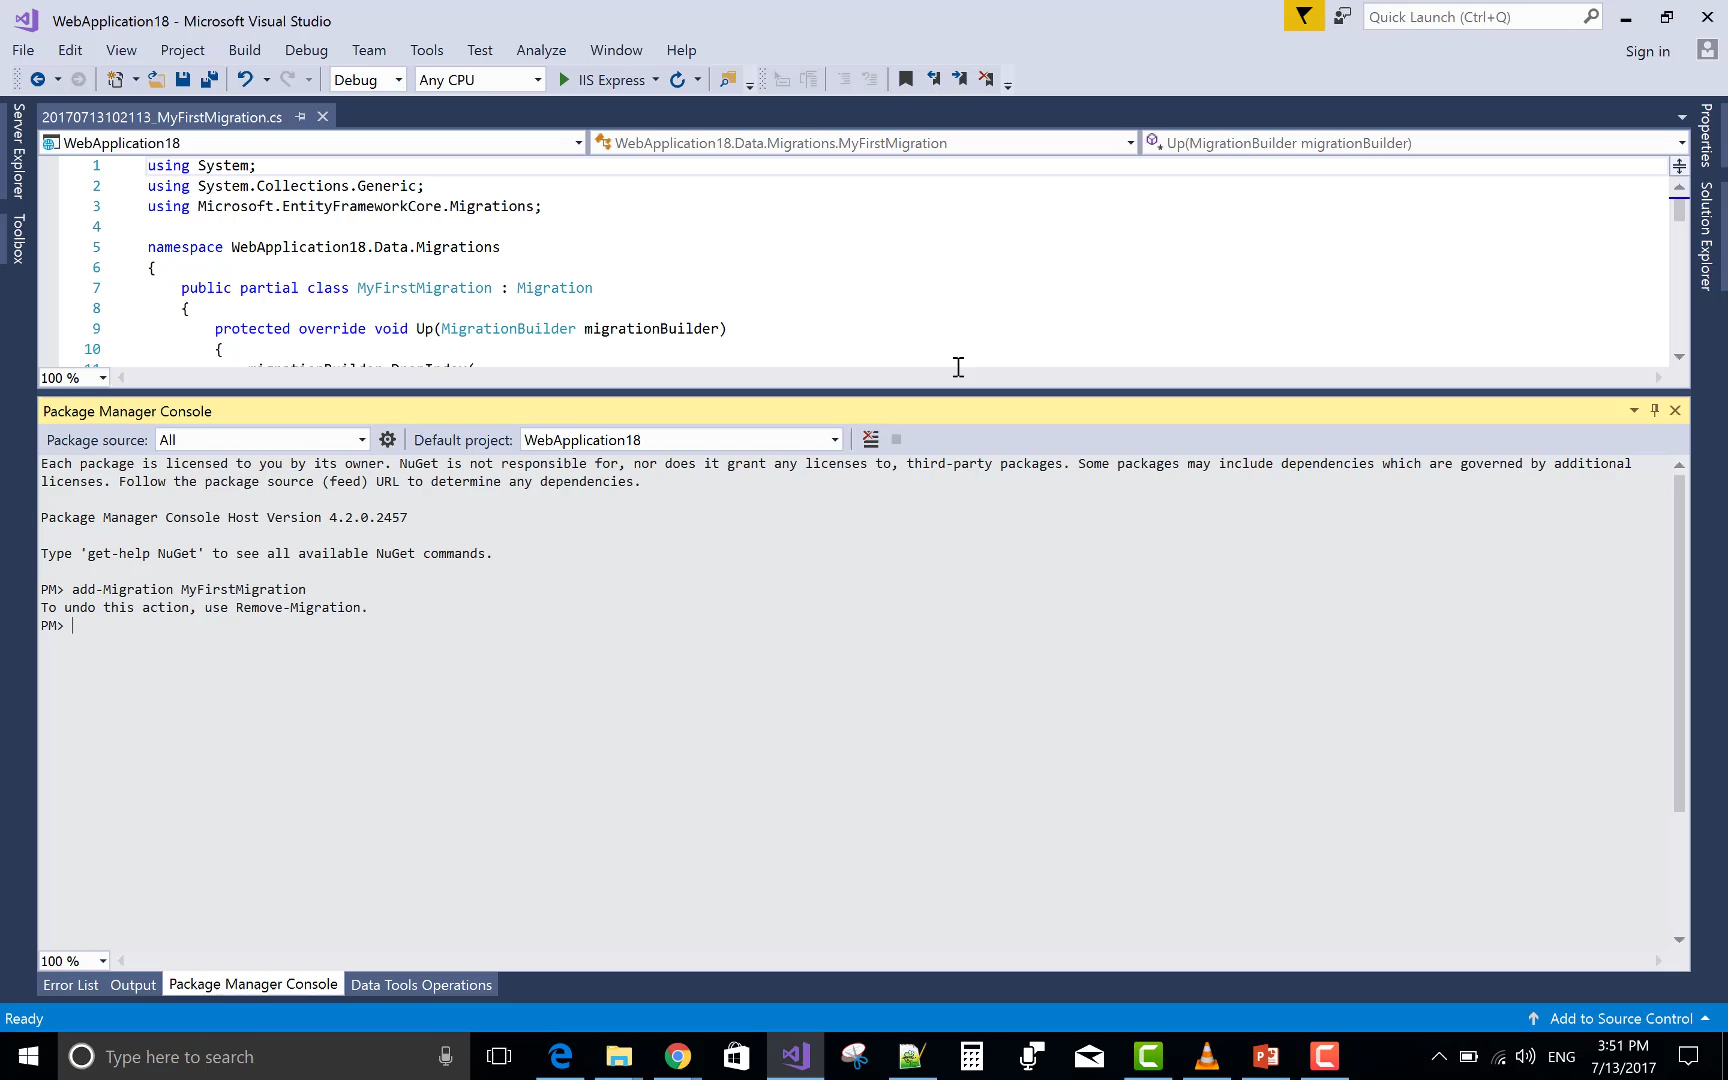 WebApplication18 - Microsoft Visual Studio
Quick Launch (Ctrl+Q)
File Edit View Project Build Debug Team Tools Test Analyze Window Help
Sign in
Debug Any CPU IIS Express
Server Explorer
Toolbox
Properties
Solution Explorer
20170713102113_MyFirstMigration.cs
WebApplication18 WebApplication18.Data.Migrations.MyFirstMigration Up(MigrationBuilder migrationBuilder)
1 using System;
2 using System.Collections.Generic;
3 using Microsoft.EntityFrameworkCore.Migrations;
4
5 namespace WebApplication18.Data.Migrations
6 {
7 public partial class MyFirstMigration : Migration
8 {
9 protected override void Up(MigrationBuilder migrationBuilder)
10 {
11 migrationBuilder.DropIndex(
100 %
Package Manager Console
Package source: All Default project: WebApplication18
Each package is licensed to you by its owner. NuGet is not responsible for, nor does it grant any licenses to, third-party packages. Some packages may include dependencies which are governed by additional
licenses. Follow the package source (feed) URL to determine any dependencies.
Package Manager Console Host Version 4.2.0.2457
Type 'get-help NuGet' to see all available NuGet commands.
PM> add-Migration MyFirstMigration
To undo this action, use Remove-Migration.
PM>
100 %
Error List Output Package Manager Console Data Tools Operations
Ready
Add to Source Control
Type here to search
ENG
3:51 PM
7/13/2017